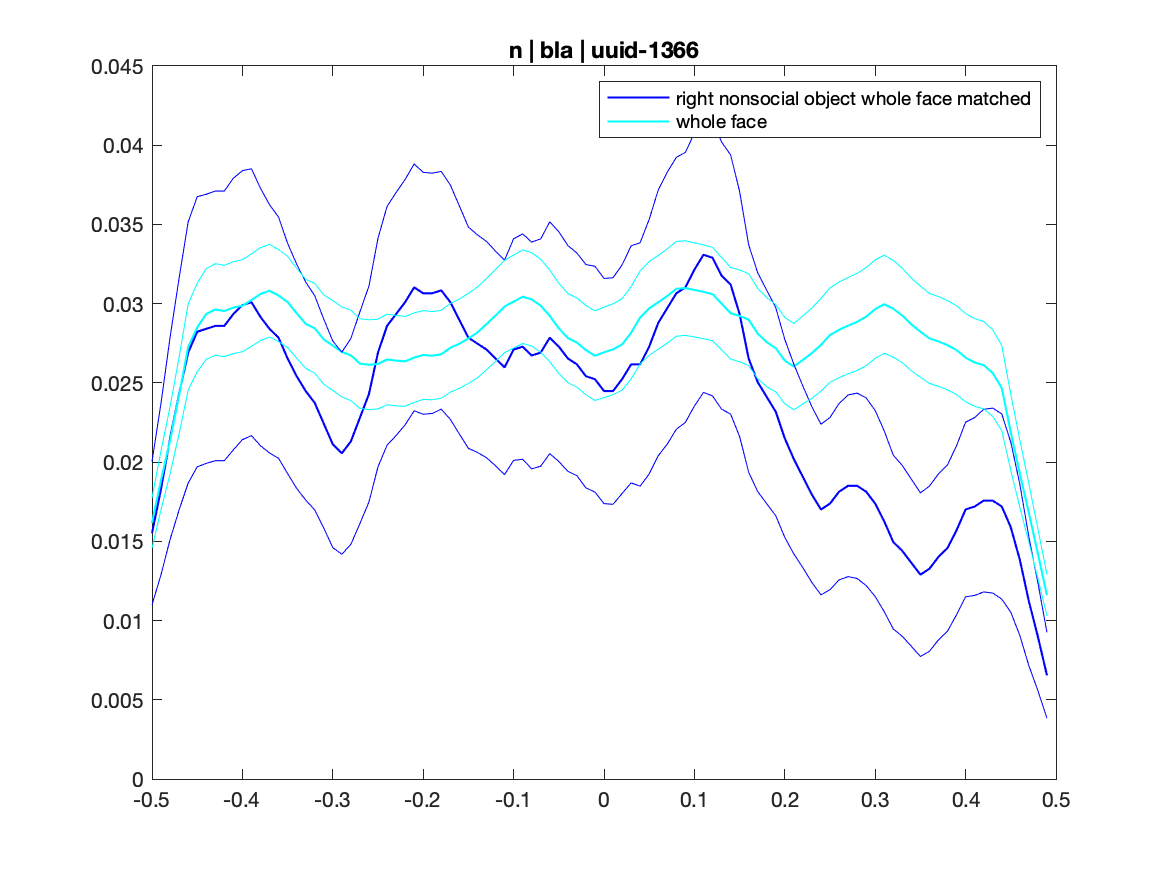 n | bla | uuid-1366
right nonsocial object whole face matched
whole face
0.045
0.04
0.035
0.03
0.025
0.02
0.015
0.01
0.005
0
-0.5 -0.4 -0.3 -0.2 -0.1 0 0.1 0.2 0.3 0.4 0.5